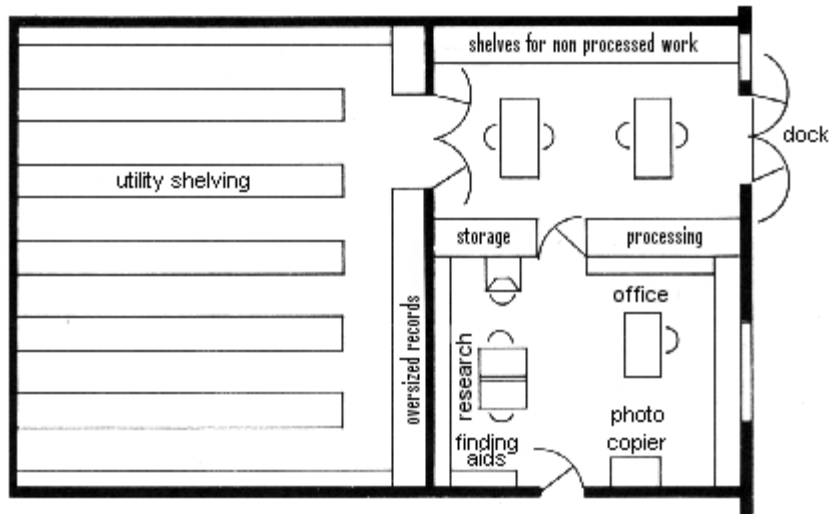 shelves for non processed work
dock
utility shelving
storage
processing
office
oversized records
research
photo
copier
finding
aids